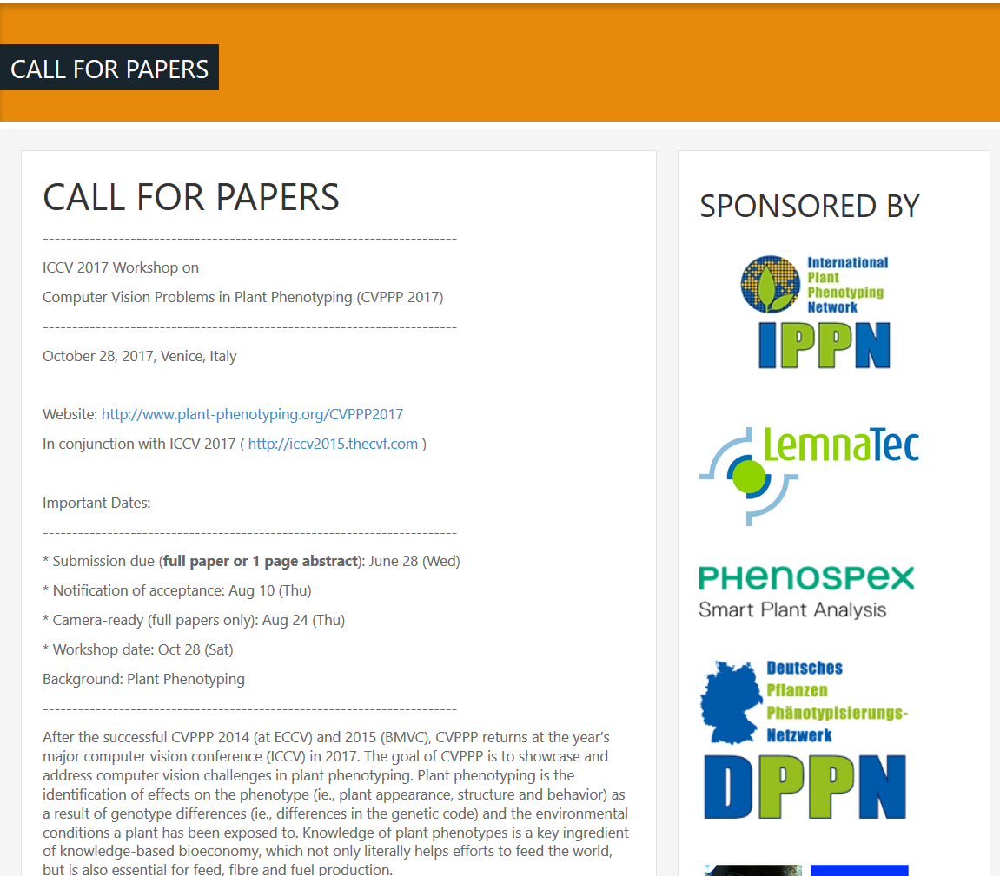 CALL FOR PAPERS
CALL FOR PAPERS
----------------------------------------------------------------------
ICCV 2017 Workshop on
Computer Vision Problems in Plant Phenotyping (CVPPP 2017)
----------------------------------------------------------------------
October 28, 2017, Venice, Italy
Website: http://www.plant-phenotyping.org/CVPPP2017
In conjunction with ICCV 2017 ( http://iccv2015.thecvf.com )
Important Dates:
----------------------------------------------------------------------
* Submission due (full paper or 1 page abstract): June 28 (Wed)
* Notification of acceptance: Aug 10 (Thu)
* Camera-ready (full papers only): Aug 24 (Thu)
* Workshop date: Oct 28 (Sat)
Background: Plant Phenotyping
----------------------------------------------------------------------
After the successful CVPPP 2014 (at ECCV) and 2015 (BMVC), CVPPP returns at the year's
major computer vision conference (ICCV) in 2017. The goal of CVPPP is to showcase and
address computer vision challenges in plant phenotyping. Plant phenotyping is the
identification of effects on the phenotype (ie., plant appearance, structure and behavior) as
a result of genotype differences (ie., differences in the genetic code) and the environmental
conditions a plant has been exposed to. Knowledge of plant phenotypes is a key ingredient
of knowledge-based bioeconomy, which not only literally helps efforts to feed the world,
but is also essential for feed, fibre and fuel production.
SPONSORED BY
International
Plant
Phenotyping
Network
IPPN
LemnaTec
PHENOSPEX
Smart Plant Analysis
Deutsches
Pflanzen
Phänotypisierungs-
Netzwerk
DPPN